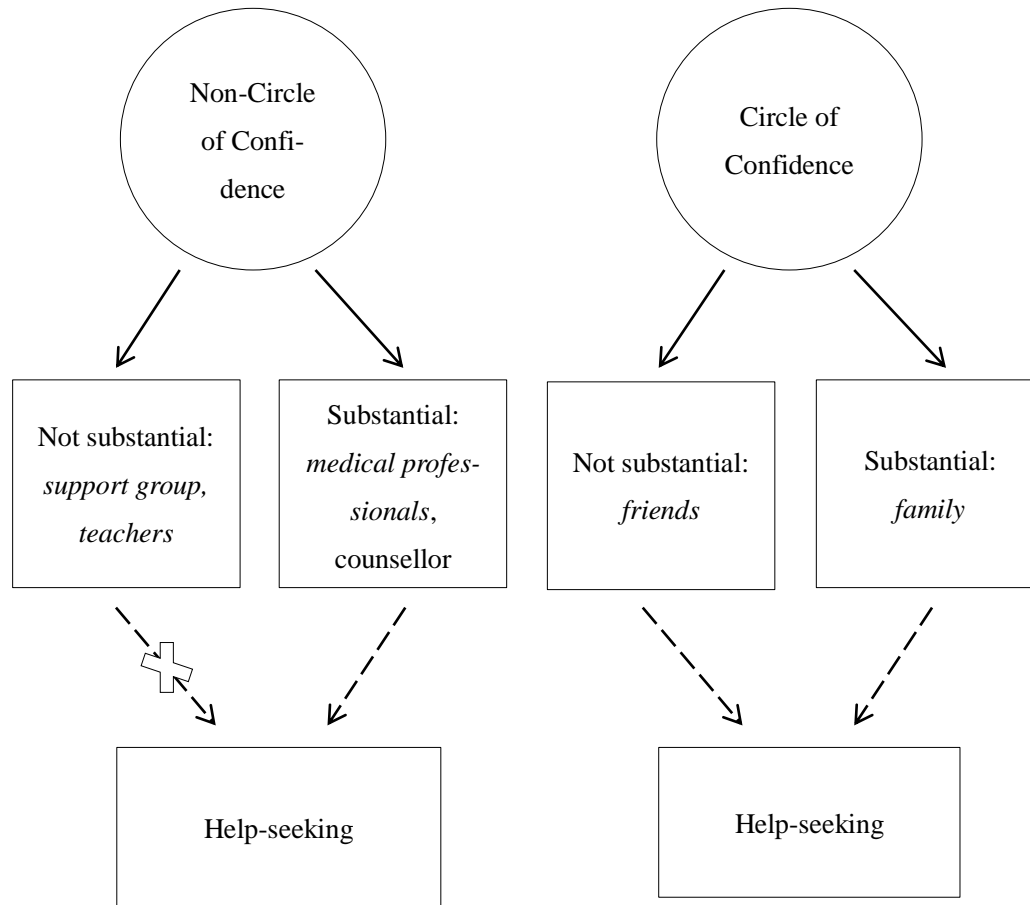 Non-Circle
of Confi-
dence
Circle of
Confidence
Not substantial:
support group,
teachers
Substantial:
medical profes-
sionals,
counsellor
Not substantial:
friends
Substantial:
family
Help-seeking
Help-seeking